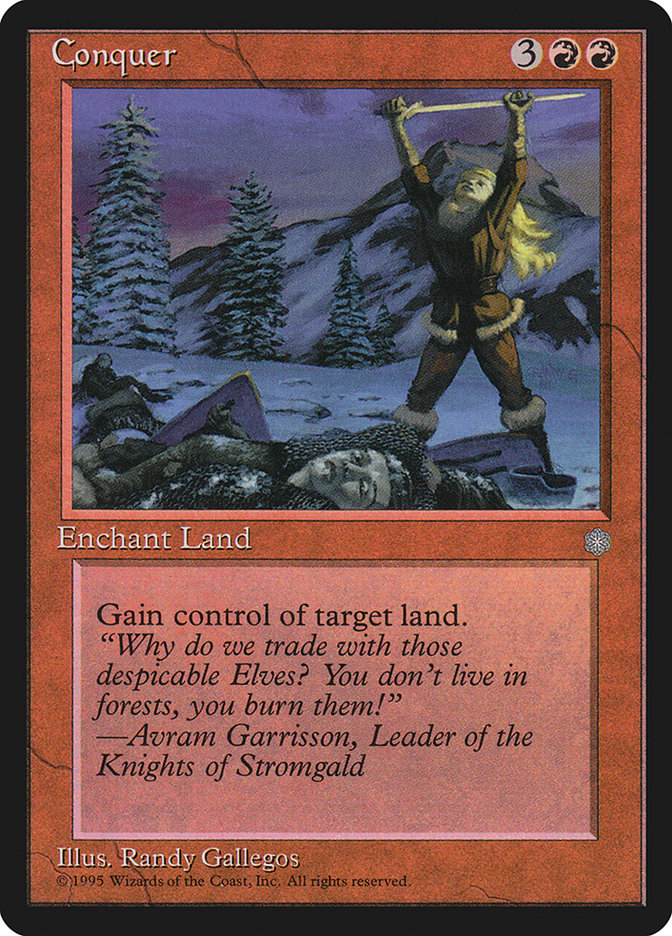 Conquer
3
Enchant Land
Gain control of target land.
“Why do we trade with those
despicable Elves? You don’t live in
forests, you burn them!”
—Avram Garrisson, Leader of the
Knights of Stromgald
Illus. Randy Gallegos
©1995 Wizards of the Coast, Inc. All rights reserved.